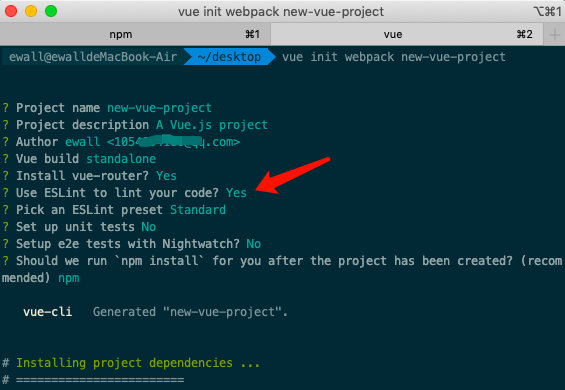 vue init webpack new-vue-project
⌥⌘1
npm ⌘1 vue ⌘2 +
ewall@ewalldeMacBook-Air ~/desktop vue init webpack new-vue-project
? Project name new-vue-project
? Project description A Vue.js project
? Author ewall <1054 @qq.com>
? Vue build standalone
? Install vue-router? Yes
? Use ESLint to lint your code? Yes
? Pick an ESLint preset Standard
? Set up unit tests No
? Setup e2e tests with Nightwatch? No
? Should we run `npm install` for you after the project has been created? (recom
mended) npm
vue-cli Generated "new-vue-project".
# Installing project dependencies ...
# ========================